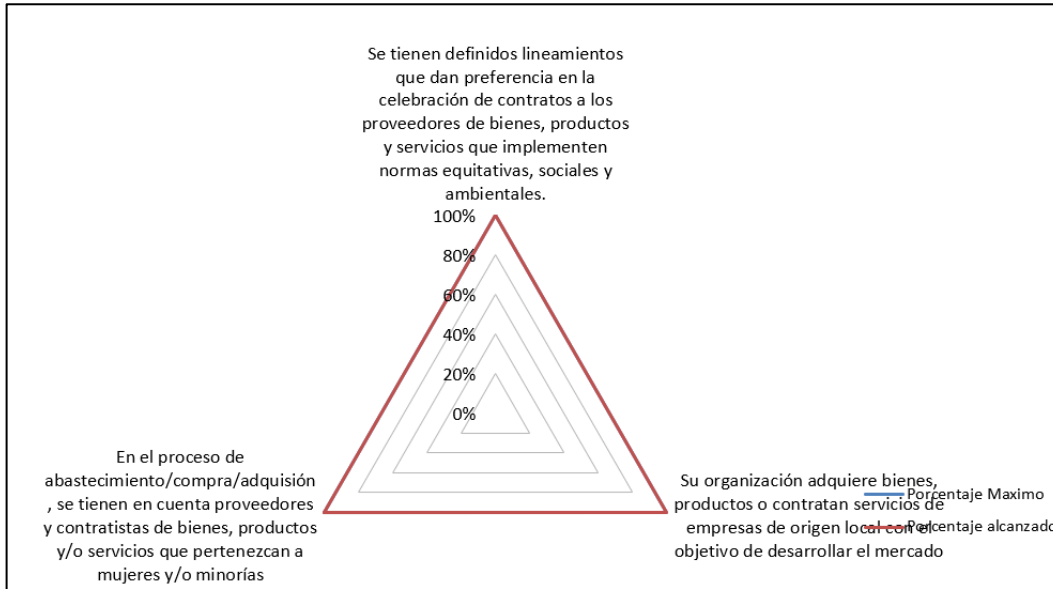 Se tienen definidos lineamientos
que dan preferencia en la
celebración de contratos a los
proveedores de bienes, productos
y servicios que implementen
normas equitativas, sociales y
ambientales.
100%
80%
60%
40%
20%
0%
En el proceso de
abastecimiento/compra/adquisión
, se tienen en cuenta proveedores
y contratistas de bienes, productos
y/o servicios que pertenezcan a
mujeres y/o minorías
Su organización adquiere bienes,
productos o contratan servicios de
empresas de origen local con el
objetivo de desarrollar el mercado
Porcentaje Maximo
Porcentaje alcanzado